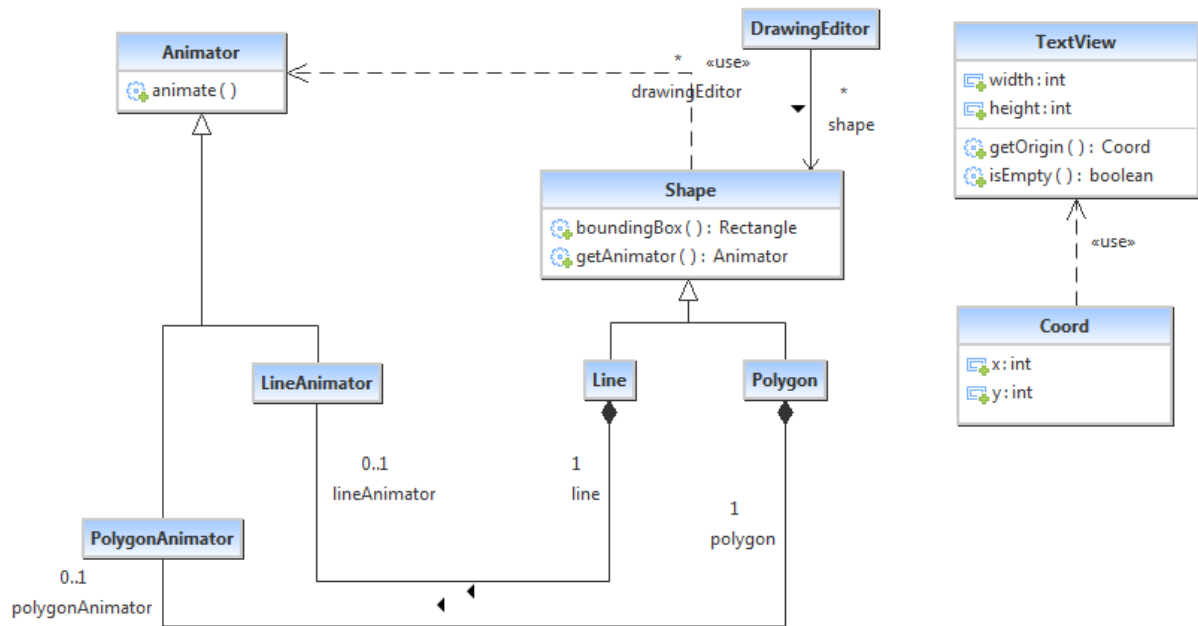 Animator
animate ( )
DrawingEditor
* «use»
drawingEditor
*
shape
Shape
boundingBox ( ) : Rectangle
getAnimator ( ) : Animator
TextView
width : int
height : int
getOrigin ( ) : Coord
isEmpty ( ) : boolean
«use»
Coord
x : int
y : int
LineAnimator
Line
Polygon
0..1
lineAnimator
1
line
1
polygon
PolygonAnimator
0..1
polygonAnimator